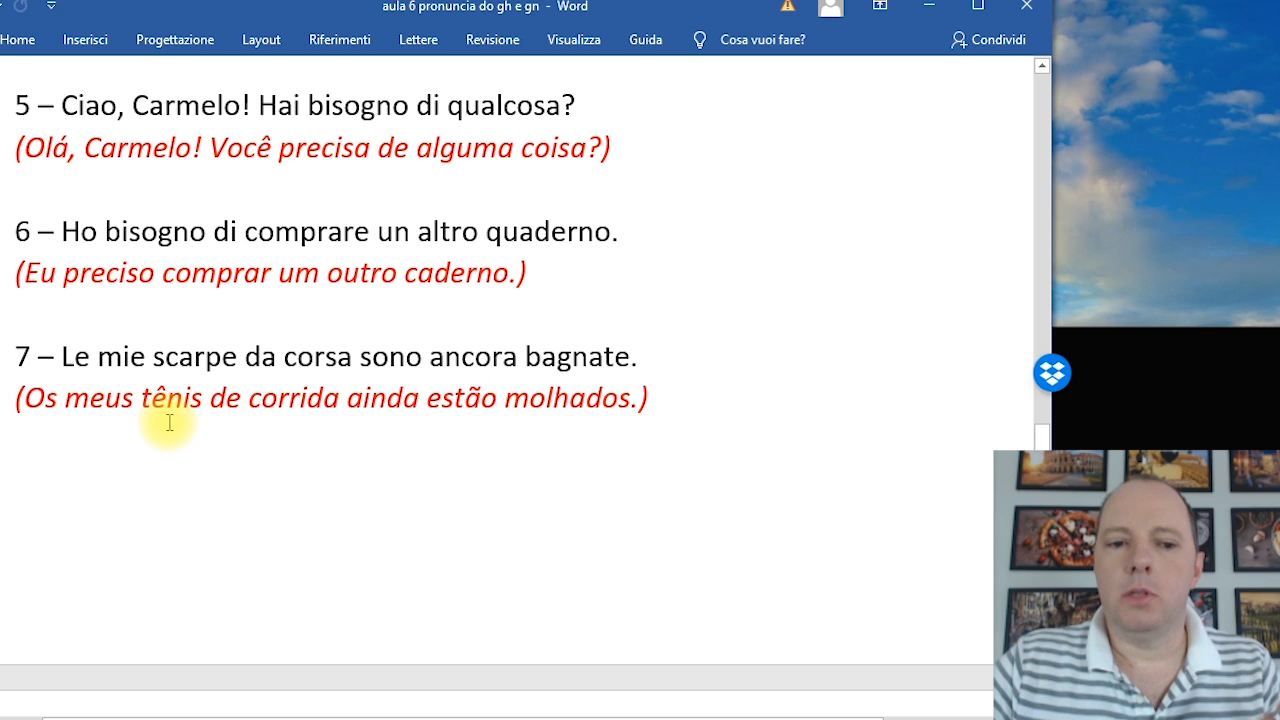 aula 6 pronuncia do gh e gn - Word
Home Inserisci Progettazione Layout Riferimenti Lettere Revisione Visualizza Guida Cosa vuoi fare? Condividi
5 – Ciao, Carmelo! Hai bisogno di qualcosa?
(Olá, Carmelo! Você precisa de alguma coisa?)
6 – Ho bisogno di comprare un altro quaderno.
(Eu preciso comprar um outro caderno.)
7 – Le mie scarpe da corsa sono ancora bagnate.
(Os meus tênis de corrida ainda estão molhados.)